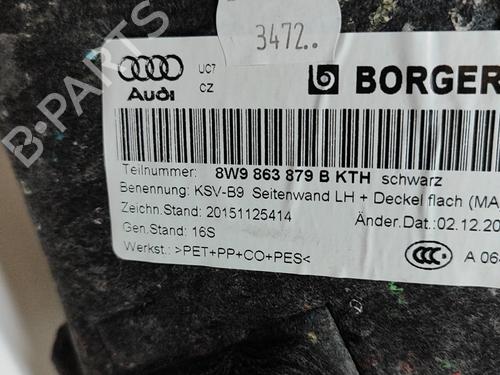 3472..
Audi
UC7
CZ
BORGER
Teilnummer: 8W9 863 879 B KTH schwarz
Benennung: KSV-B9 Seitenwand LH + Deckel flach (MA
Zeichn.Stand: 20151125414 Änder.Dat.:02.12.20
Gen.Stand: 16S
Werkst.: >PET+PP+CO+PES<
CCC
A 06
B-PARTS